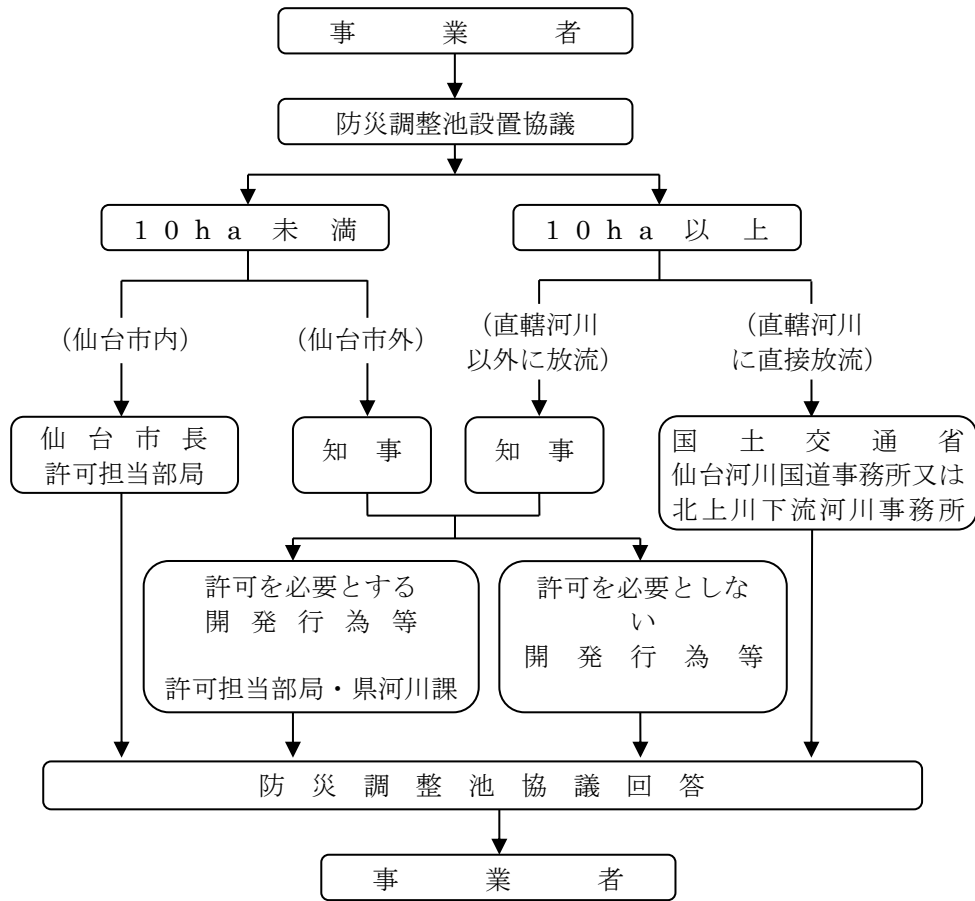 事業者
防災調整池設置協議
10ha未満
10ha以上
(仙台市内)
(仙台市外)
(直轄河川
以外に放流)
(直轄河川
に直接放流)
仙台市長
許可担当部局
知事
知事
国土交通省
仙台河川国道事務所又は
北上川下流河川事務所
許可を必要とする
開発行為等
許可担当部局・県河川課
許可を必要としな
い
開発行為等
防災調整池協議回答
事業者